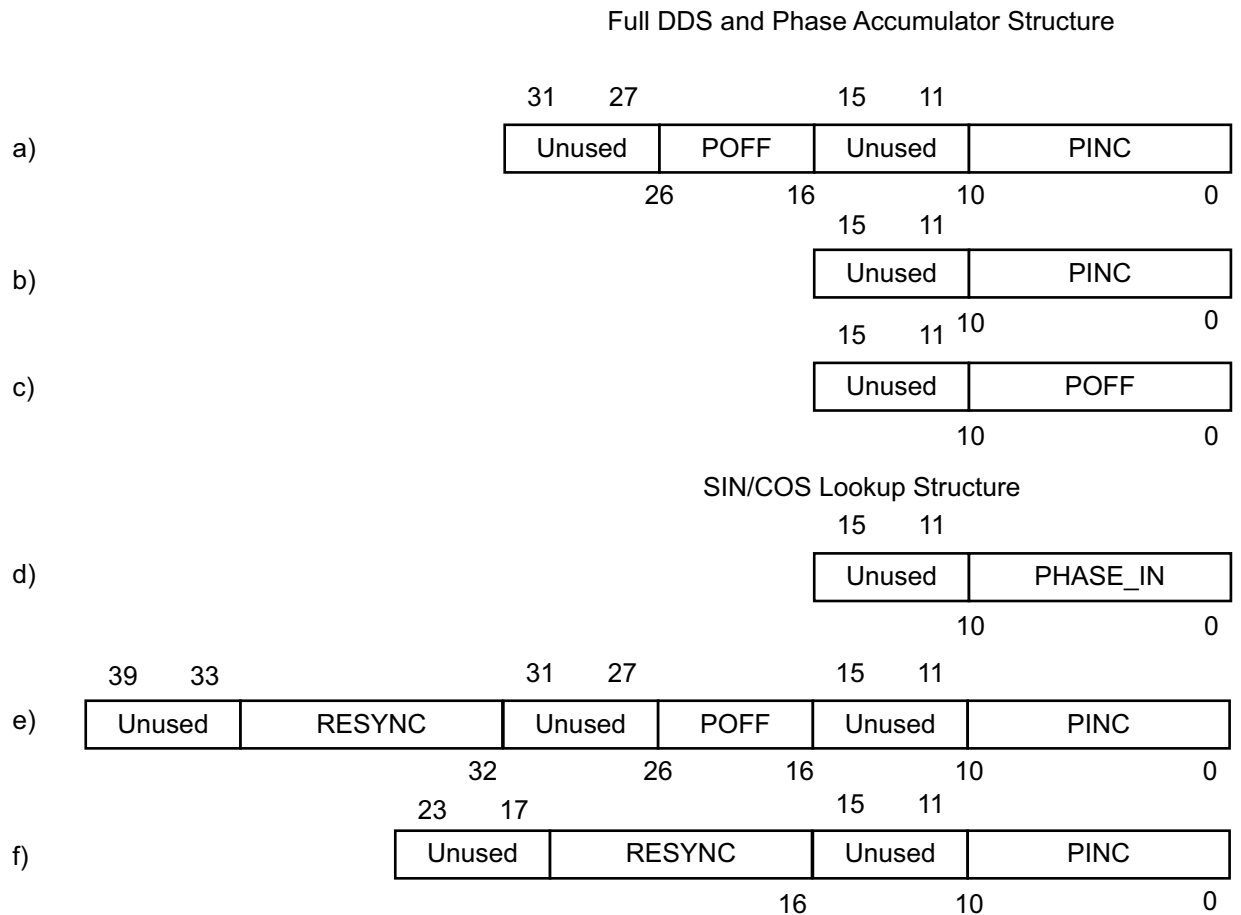 Full DDS and Phase Accumulator Structure
31 27 15 11
a) Unused POFF Unused PINC
26 16 10 0
15 11
b) Unused PINC
10 0
15 11
c) Unused POFF
10 0
SIN/COS Lookup Structure
15 11
d) Unused PHASE_IN
10 0
39 33 31 27 15 11
e) Unused RESYNC Unused POFF Unused PINC
32 26 16 10 0
23 17 15 11
f) Unused RESYNC Unused PINC
16 10 0